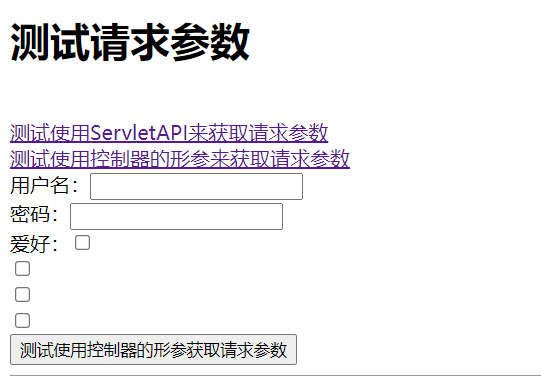 测试请求参数
测试使用ServletAPI来获取请求参数
测试使用控制器的形参来获取请求参数
用户名：
密码：
爱好：
测试使用控制器的形参获取请求参数